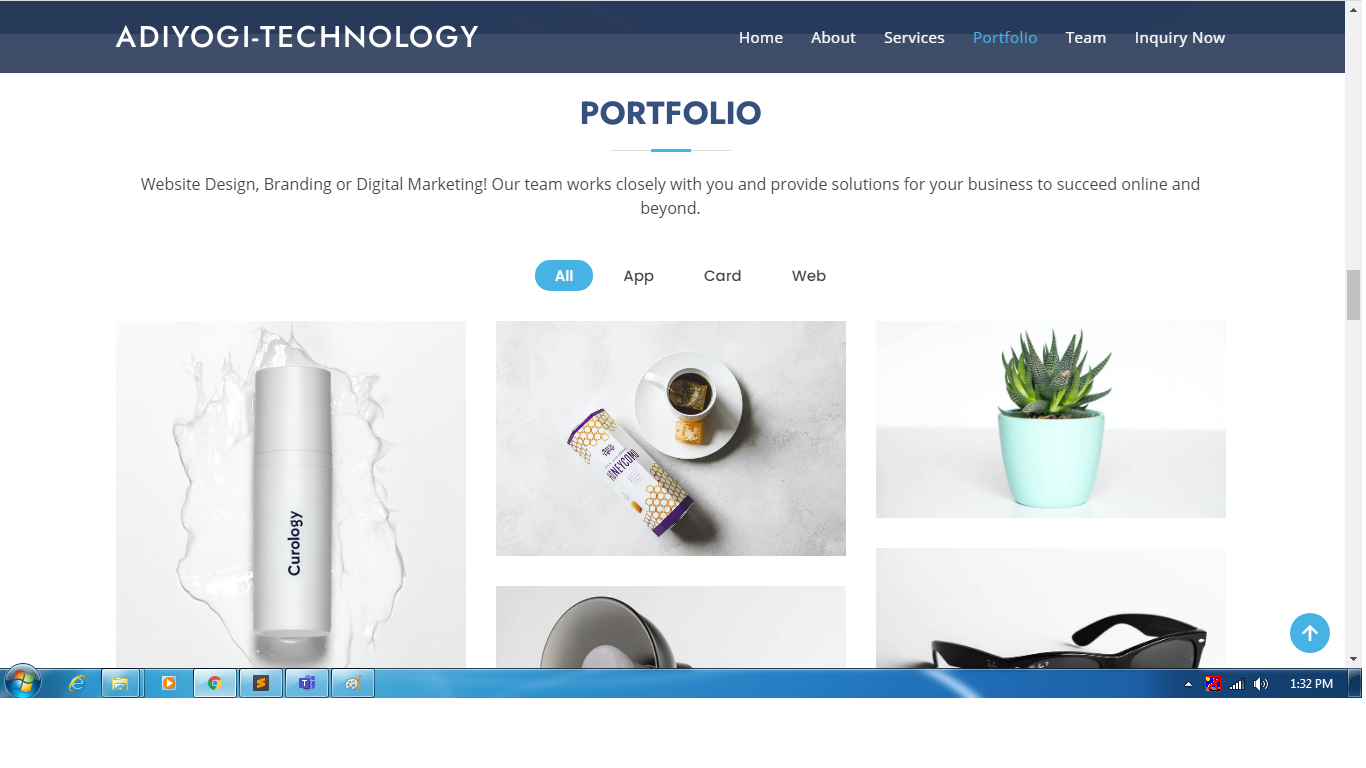 ADIYOGI-TECHNOLOGY
Home About Services Portfolio Team Inquiry Now
PORTFOLIO
Website Design, Branding or Digital Marketing! Our team works closely with you and provide solutions for your business to succeed online and
beyond.
All App Card Web
Curology
HONEYCOMB
1:32 PM